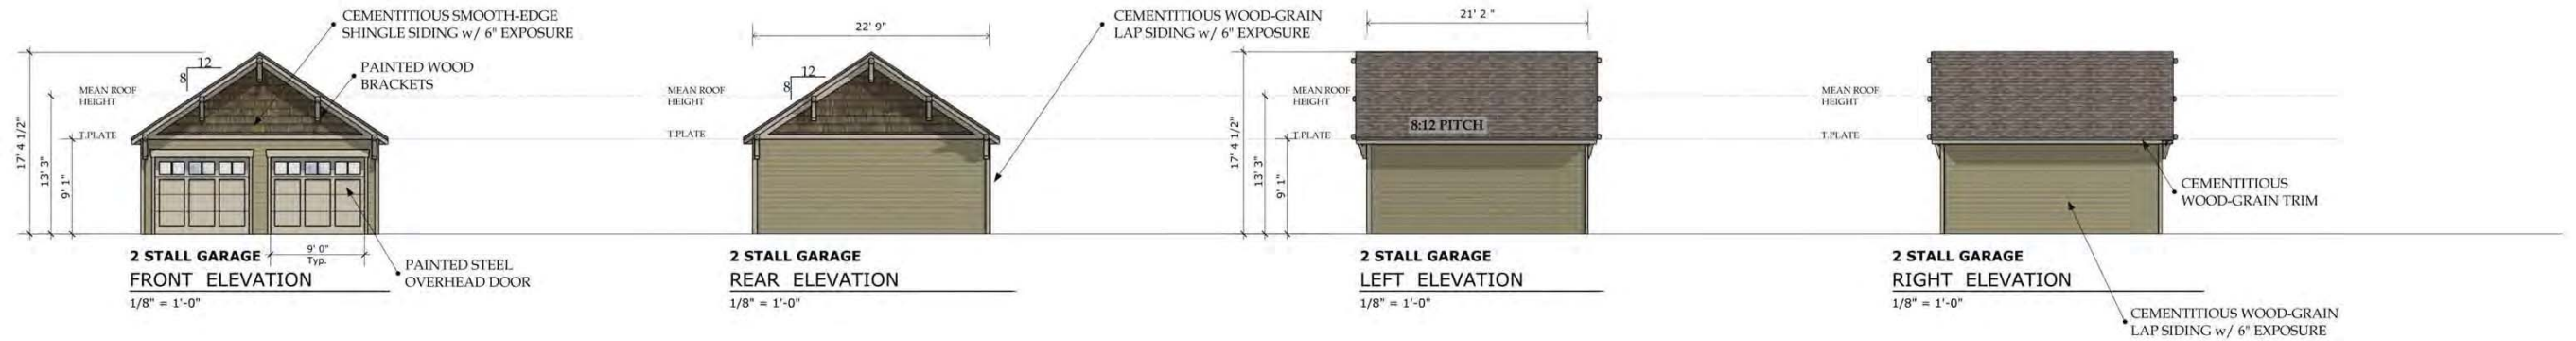 CEMENTITIOUS SMOOTH-EDGE
SHINGLE SIDING w/ 6" EXPOSURE
12
8
PAINTED WOOD
BRACKETS
MEAN ROOF
HEIGHT
T.PLATE
17' 4 1/2"
13' 3"
9' 1"
9' 0"
Typ.
PAINTED STEEL
OVERHEAD DOOR
2 STALL GARAGE
FRONT ELEVATION
1/8" = 1'-0"
22' 9"
CEMENTITIOUS WOOD-GRAIN
LAP SIDING w/ 6" EXPOSURE
12
8
MEAN ROOF
HEIGHT
T.PLATE
2 STALL GARAGE
REAR ELEVATION
1/8" = 1'-0"
21' 2 "
MEAN ROOF
HEIGHT
T.PLATE
17' 4 1/2"
13' 3"
9' 1"
8:12 PITCH
2 STALL GARAGE
LEFT ELEVATION
1/8" = 1'-0"
MEAN ROOF
HEIGHT
T.PLATE
CEMENTITIOUS
WOOD-GRAIN TRIM
2 STALL GARAGE
RIGHT ELEVATION
1/8" = 1'-0"
CEMENTITIOUS WOOD-GRAIN
LAP SIDING w/ 6" EXPOSURE